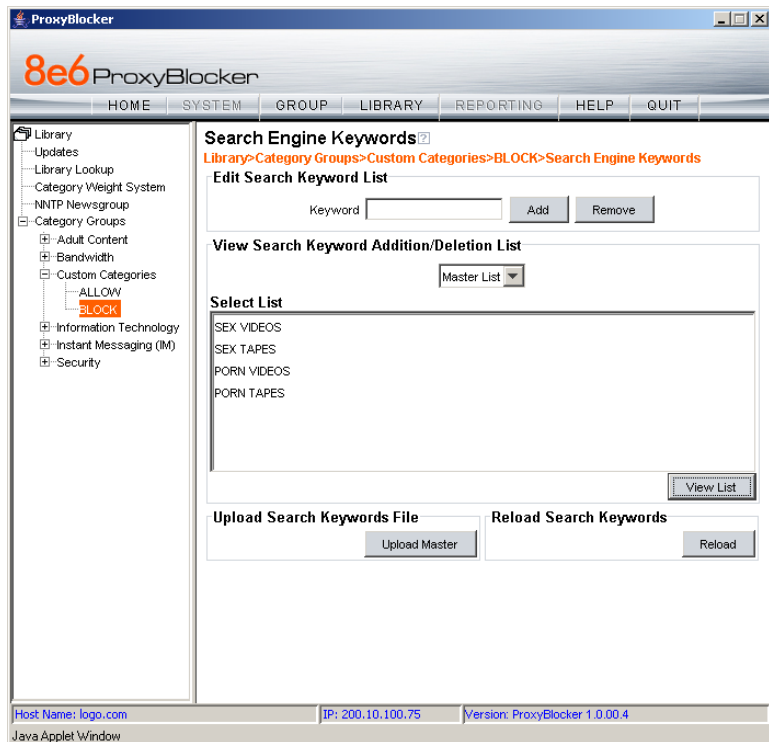 ProxyBlocker
8e6 ProxyBlocker
HOME SYSTEM GROUP LIBRARY REPORTING HELP QUIT
Library
Updates
Library Lookup
Category Weight System
NNTP Newsgroup
Category Groups
Adult Content
Bandwidth
Custom Categories
ALLOW
BLOCK
Information Technology
Instant Messaging (IM)
Security
Search Engine Keywords ?
Library>Category Groups>Custom Categories>BLOCK>Search Engine Keywords
Edit Search Keyword List
Keyword Add Remove
View Search Keyword Addition/Deletion List
Master List
Select List
SEX VIDEOS
SEX TAPES
PORN VIDEOS
PORN TAPES
View List
Upload Search Keywords File
Upload Master
Reload Search Keywords
Reload
Host Name: logo.com IP: 200.10.100.75 Version: ProxyBlocker 1.0.00.4
Java Applet Window